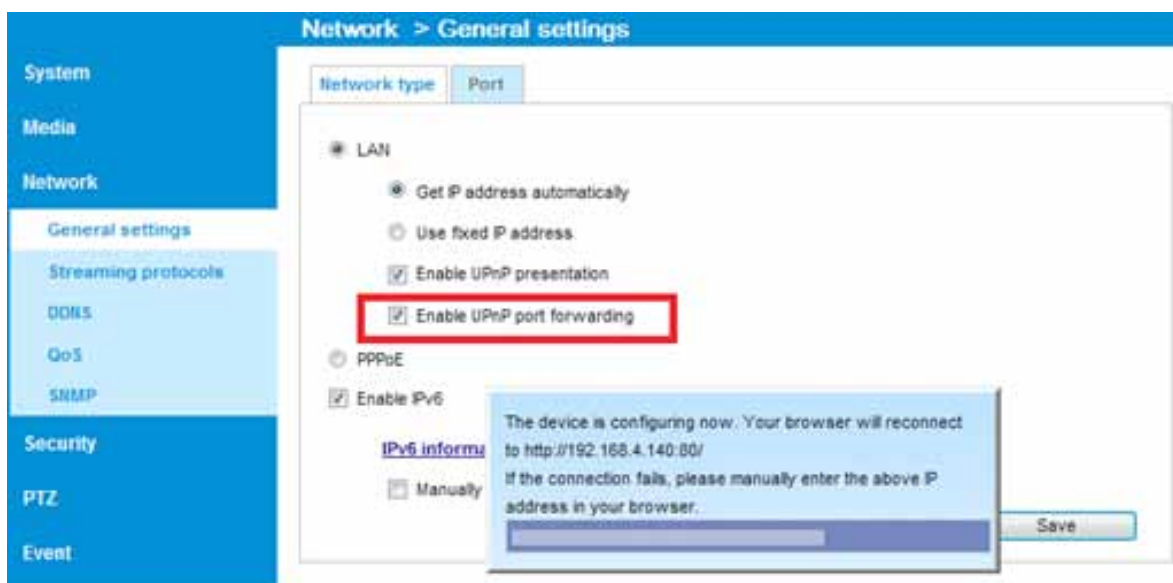 Network > General settings
System
Media
Network
General settings
Streaming protocols
DDNS
QoS
SNMP
Security
PTZ
Event
Network type
Port
LAN
Get IP address automatically
Use fixed IP address
Enable UPnP presentation
Enable UPnP port forwarding
PPPoE
Enable IPv6
IPv6 informa
Manually
The device is configuring now. Your browser will reconnect
to http://192.168.4.140:80/
If the connection fails, please manually enter the above IP
address in your browser.
Save